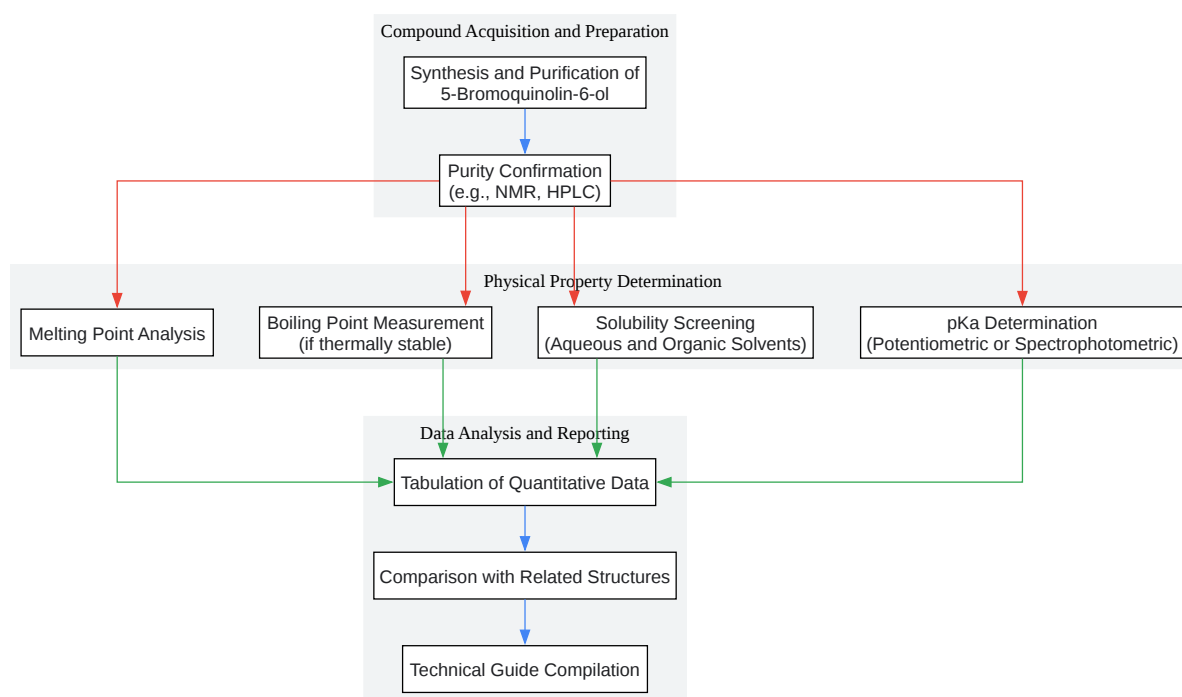 Compound Acquisition and Preparation
Synthesis and Purification of
5-Bromoquinolin-6-ol
Purity Confirmation
(e.g., NMR, HPLC)
Physical Property Determination
Melting Point Analysis
Boiling Point Measurement
(if thermally stable)
Solubility Screening
(Aqueous and Organic Solvents)
pKa Determination
(Potentiometric or Spectrophotometric)
Data Analysis and Reporting
Tabulation of Quantitative Data
Comparison with Related Structures
Technical Guide Compilation